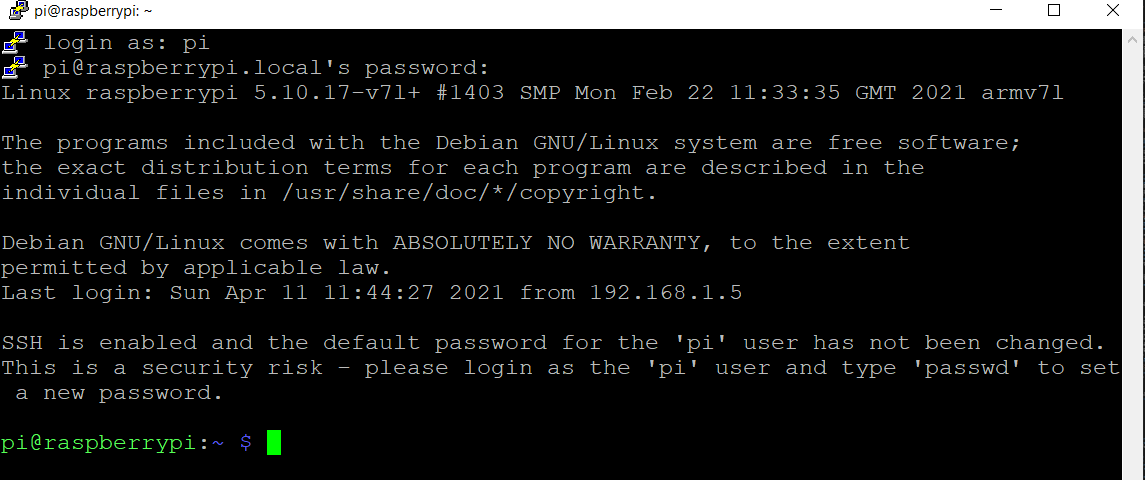 pi@raspberrypi: ~
login as: pi
pi@raspberrypi.local's password:
Linux raspberrypi 5.10.17-v7l+ #1403 SMP Mon Feb 22 11:33:35 GMT 2021 armv7l
The programs included with the Debian GNU/Linux system are free software;
the exact distribution terms for each program are described in the
individual files in /usr/share/doc/*/copyright.
Debian GNU/Linux comes with ABSOLUTELY NO WARRANTY, to the extent
permitted by applicable law.
Last login: Sun Apr 11 11:44:27 2021 from 192.168.1.5
SSH is enabled and the default password for the 'pi' user has not been changed.
This is a security risk - please login as the 'pi' user and type 'passwd' to set
 a new password.
pi@raspberrypi:~ $